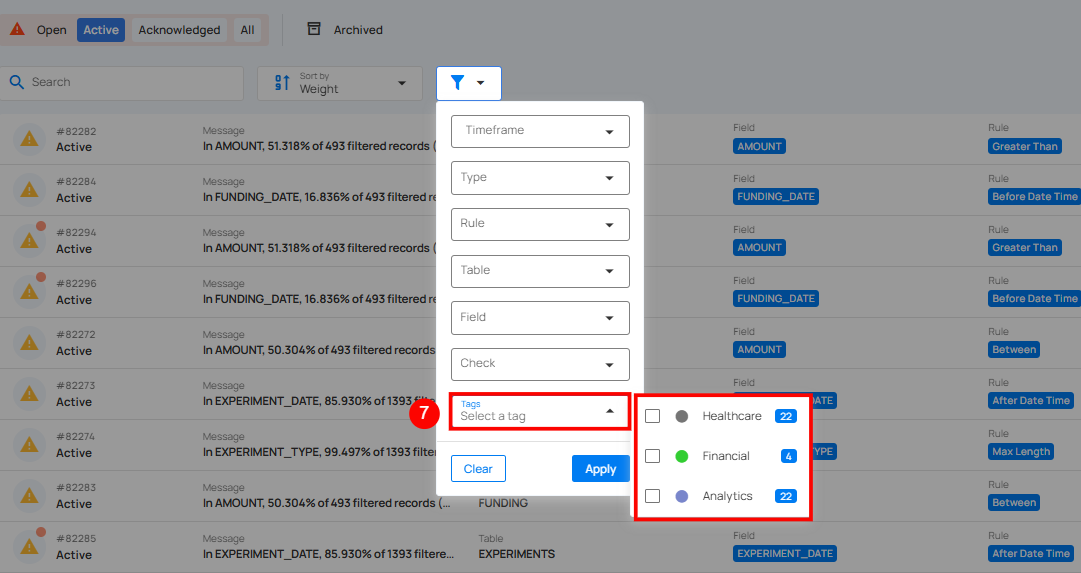 Open Active Acknowledged All Archived
Search
Sort by
Weight
Timeframe
Type
Rule
Table
Field
Check
7
Tags
Select a tag
Clear Apply
Healthcare 22
Financial 4
Analytics 22
#82282 Message Field Rule
Active In AMOUNT, 51.318% of 493 filtered records ( AMOUNT Greater Than
#82284 Message Field Rule
Active In FUNDING_DATE, 16.836% of 493 filtered re FUNDING_DATE Before Date Time
#82294 Message Field Rule
Active In AMOUNT, 51.318% of 493 filtered records ( AMOUNT Greater Than
#82296 Message Field Rule
Active In FUNDING_DATE, 16.836% of 493 filtered re FUNDING_DATE Before Date Time
#82272 Message Field Rule
Active In AMOUNT, 50.304% of 493 filtered records AMOUNT Between
#82273 Message Field Rule
Active In EXPERIMENT_DATE, 85.930% of 1393 filt DATE After Date Time
#82274 Message Rule
Active In EXPERIMENT_TYPE, 99.497% of 1393 filte YPE Max Length
#82283 Message Rule
Active In AMOUNT, 50.304% of 493 filtered records (... FUNDING Between
#82285 Message Table Field Rule
Active In EXPERIMENT_DATE, 85.930% of 1393 filtere... EXPERIMENTS EXPERIMENT_DATE After Date Time